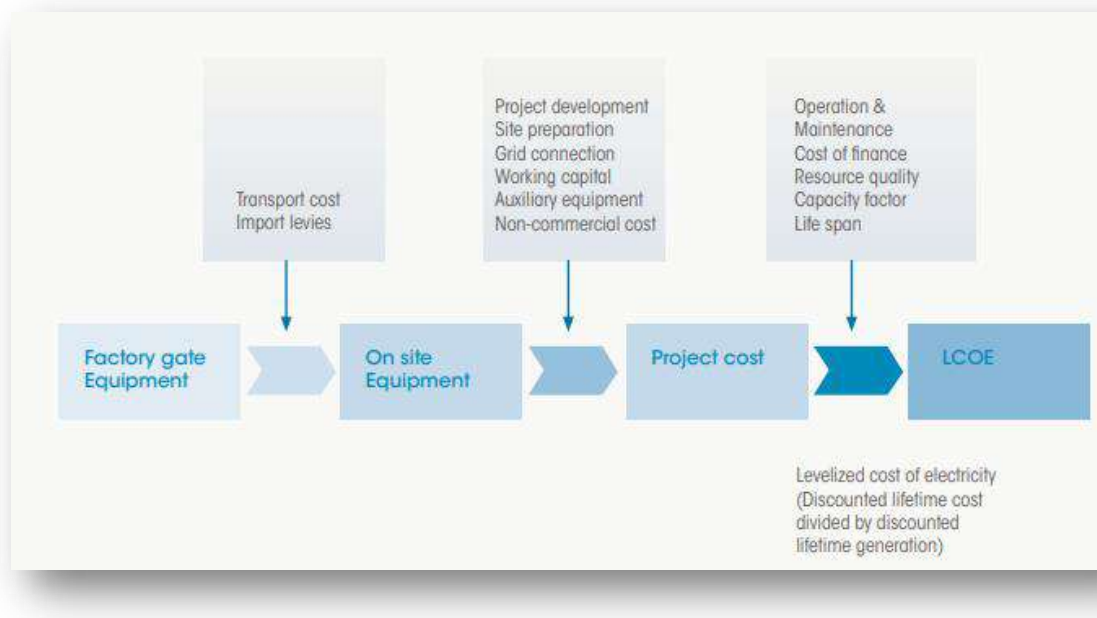 Transport cost
Import levies
Project development
Site preparation
Grid connection
Working capital
Auxiliary equipment
Non-commercial cost
Operation &
Maintenance
Cost of finance
Resource quality
Capacity factor
Life span
Factory gate
Equipment
On site
Equipment
Project cost
LCOE
Levelized cost of electricity
(Discounted lifetime cost
divided by discounted
lifetime generation)